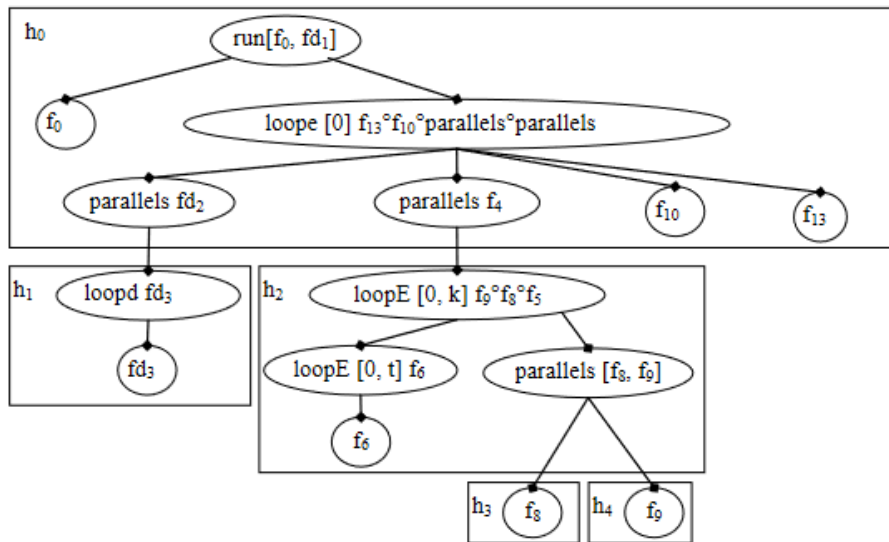 h₀
run[f₀, fd₁]
f₀
loope [0] f₁₃°f₁₀°parallels°parallels
parallels fd₂
parallels f₄
f₁₀
f₁₃
h₁
loopd fd₃
h₂
loopE [0, k] f₉°f₈°f₅
fd₃
loopE [0, t] f₆
parallels [f₈, f₉]
f₆
h₃
f₈
h₄
f₉